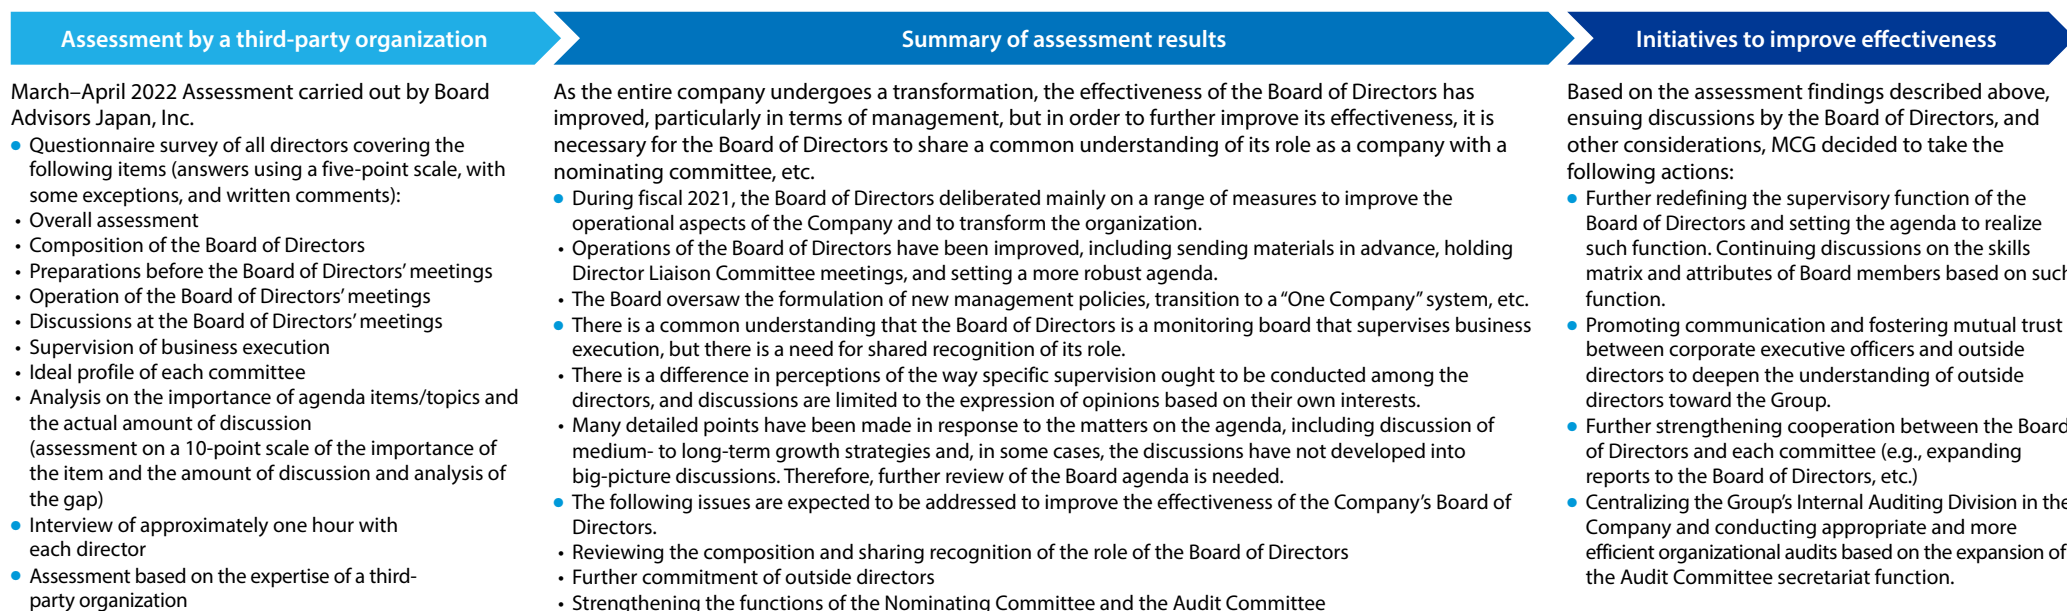 Assessment by a third-party organization
March–April 2022 Assessment carried out by Board
Advisors Japan, Inc.
● Questionnaire survey of all directors covering the
following items (answers using a five-point scale, with
some exceptions, and written comments):
• Overall assessment
• Composition of the Board of Directors
• Preparations before the Board of Directors’ meetings
• Operation of the Board of Directors’ meetings
• Discussions at the Board of Directors’ meetings
• Supervision of business execution
• Ideal profile of each committee
• Analysis on the importance of agenda items/topics and
the actual amount of discussion
(assessment on a 10-point scale of the importance of
the item and the amount of discussion and analysis of
the gap)
● Interview of approximately one hour with
each director
● Assessment based on the expertise of a third-
party organization
Summary of assessment results
As the entire company undergoes a transformation, the effectiveness of the Board of Directors has
improved, particularly in terms of management, but in order to further improve its effectiveness, it is
necessary for the Board of Directors to share a common understanding of its role as a company with a
nominating committee, etc.
● During fiscal 2021, the Board of Directors deliberated mainly on a range of measures to improve the
operational aspects of the Company and to transform the organization.
• Operations of the Board of Directors have been improved, including sending materials in advance, holding
Director Liaison Committee meetings, and setting a more robust agenda.
• The Board oversaw the formulation of new management policies, transition to a “One Company” system, etc.
● There is a common understanding that the Board of Directors is a monitoring board that supervises business
execution, but there is a need for shared recognition of its role.
• There is a difference in perceptions of the way specific supervision ought to be conducted among the
directors, and discussions are limited to the expression of opinions based on their own interests.
• Many detailed points have been made in response to the matters on the agenda, including discussion of
medium- to long-term growth strategies and, in some cases, the discussions have not developed into
big-picture discussions. Therefore, further review of the Board agenda is needed.
● The following issues are expected to be addressed to improve the effectiveness of the Company’s Board of
Directors.
• Reviewing the composition and sharing recognition of the role of the Board of Directors
• Further commitment of outside directors
• Strengthening the functions of the Nominating Committee and the Audit Committee
Initiatives to improve effectiveness
Based on the assessment findings described above,
ensuing discussions by the Board of Directors, and
other considerations, MCG decided to take the
following actions:
● Further redefining the supervisory function of the
Board of Directors and setting the agenda to realize
such function. Continuing discussions on the skills
matrix and attributes of Board members based on such
function.
● Promoting communication and fostering mutual trust
between corporate executive officers and outside
directors to deepen the understanding of outside
directors toward the Group.
● Further strengthening cooperation between the Board
of Directors and each committee (e.g., expanding
reports to the Board of Directors, etc.)
● Centralizing the Group’s Internal Auditing Division in the
Company and conducting appropriate and more
efficient organizational audits based on the expansion of
the Audit Committee secretariat function.